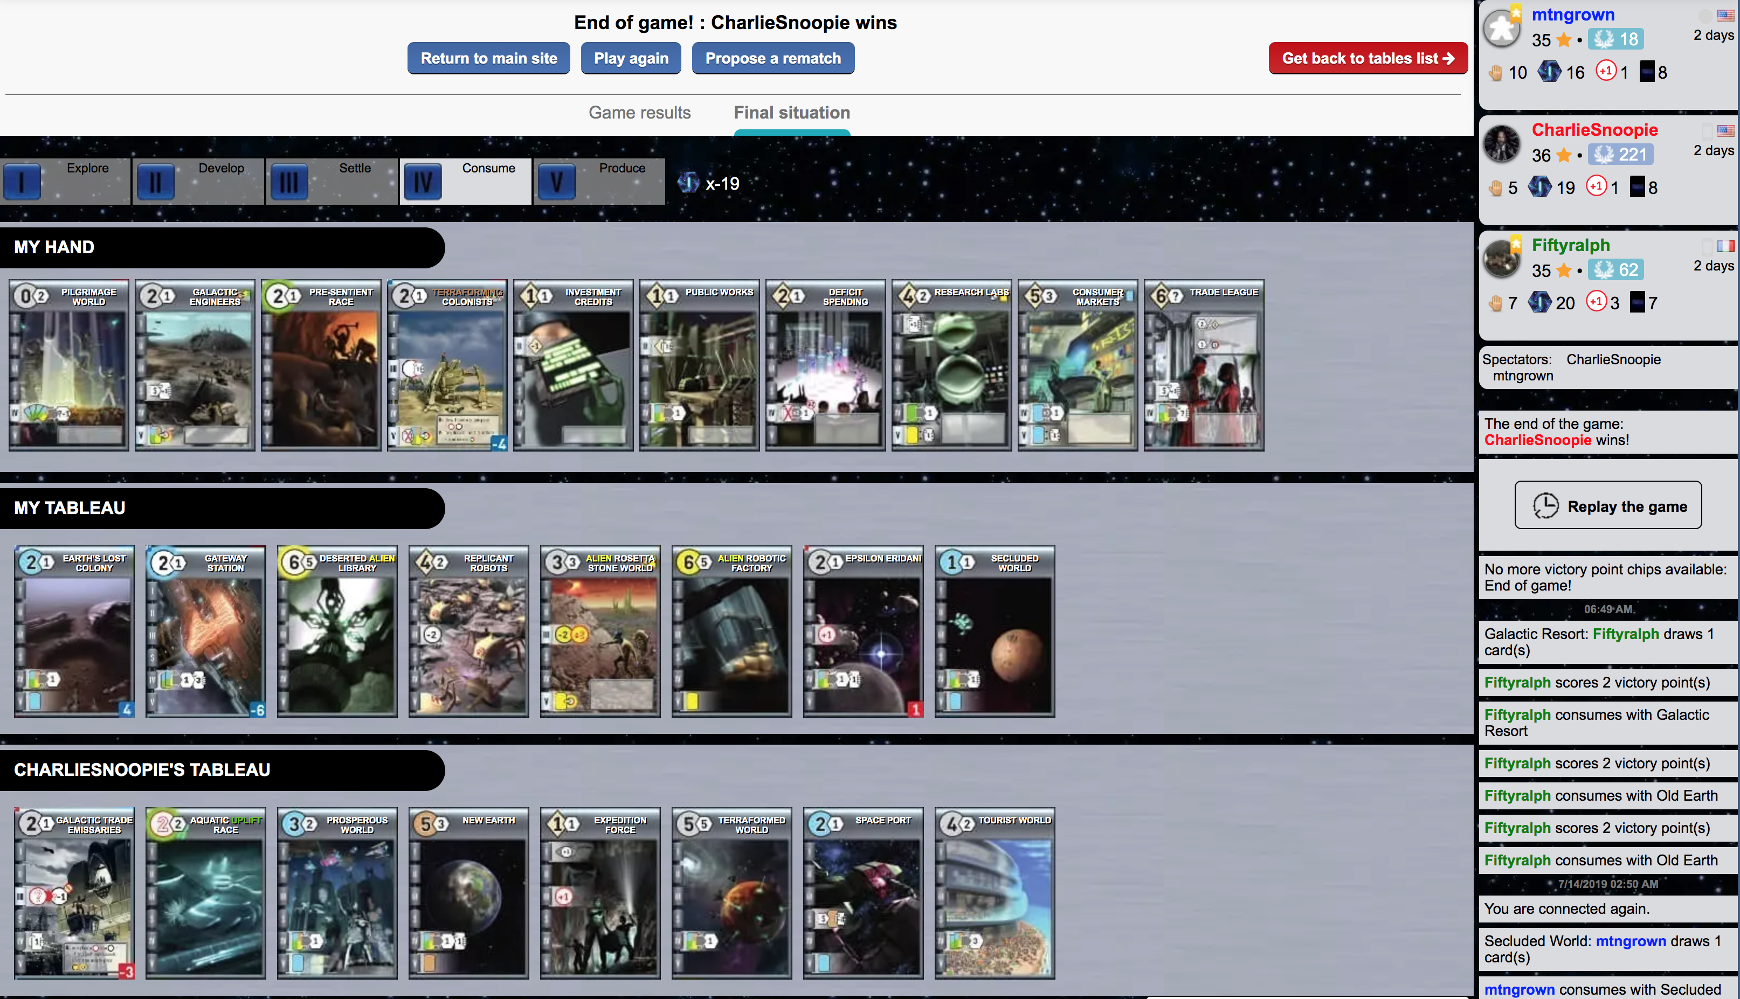 End of game! : CharlieSnoopie wins
Return to main site
Play again
Propose a rematch
Get back to tables list →
Game results
Final situation
I Explore
II Develop
III Settle
IV Consume
V Produce
x-19
MY HAND
0 2 PILGRIMAGE WORLD
2 1 GALACTIC ENGINEERS
2 1 PRE-SENTIENT RACE
2 1 TERRAFORMING COLONISTS
-4
1 1 INVESTMENT CREDITS
1 1 PUBLIC WORKS
2 1 DEFICIT SPENDING
4 2 RESEARCH LABS
5 3 CONSUMER MARKETS
6 ? TRADE LEAGUE
MY TABLEAU
2 1 EARTH'S LOST COLONY
4
2 1 GATEWAY STATION
-6
6 5 DESERTED ALIEN LIBRARY
4 2 REPLICANT ROBOTS
-2
3 3 ALIEN ROSETTA STONE WORLD
-2
6 5 ALIEN ROBOTIC FACTORY
2 1 EPSILON ERIDANI
+1
1
1 1 SECLUDED WORLD
CHARLIESNOOPIE'S TABLEAU
2 1 GALACTIC TRADE EMISSARIES
-3
2 2 AQUATIC UPLIFT RACE
3 2 PROSPEROUS WORLD
5 3 NEW EARTH
1 1 EXPEDITION FORCE
+1
5 5 TERRAFORMED WORLD
2 1 SPACE PORT
4 2 TOURIST WORLD
mtngrown
35 • 18
2 days
10 16 +1 1 8
CharlieSnoopie
36 • 221
2 days
5 19 +1 1 8
Fiftyralph
35 • 62
2 days
7 20 +1 3 7
Spectators: CharlieSnoopie
mtngrown
The end of the game:
CharlieSnoopie wins!
Replay the game
No more victory point chips available:
End of game!
06:49 AM
Galactic Resort: Fiftyralph draws 1
card(s)
Fiftyralph scores 2 victory point(s)
Fiftyralph consumes with Galactic
Resort
Fiftyralph scores 2 victory point(s)
Fiftyralph consumes with Old Earth
Fiftyralph scores 2 victory point(s)
Fiftyralph consumes with Old Earth
7/14/2019 02:50 AM
You are connected again.
Secluded World: mtngrown draws 1
card(s)
mtngrown consumes with Secluded